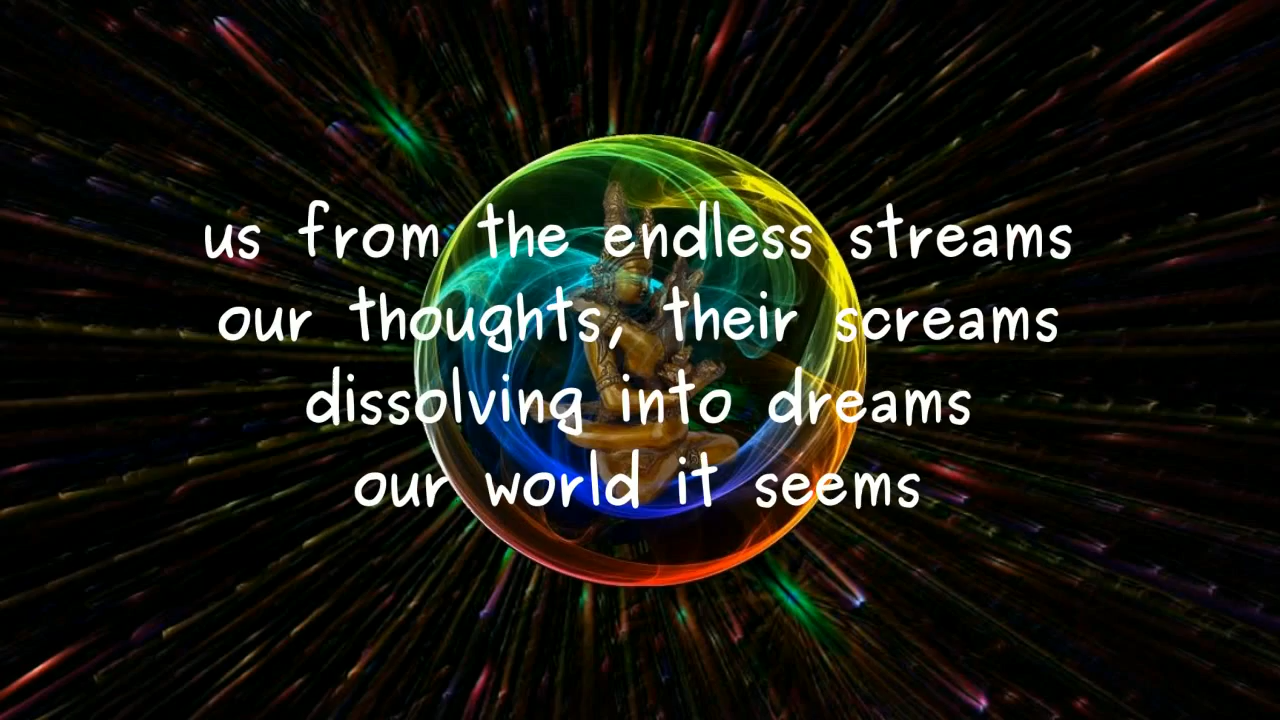 us from the endless streams
our thoughts, their screams
dissolving into dreams
our world it seems